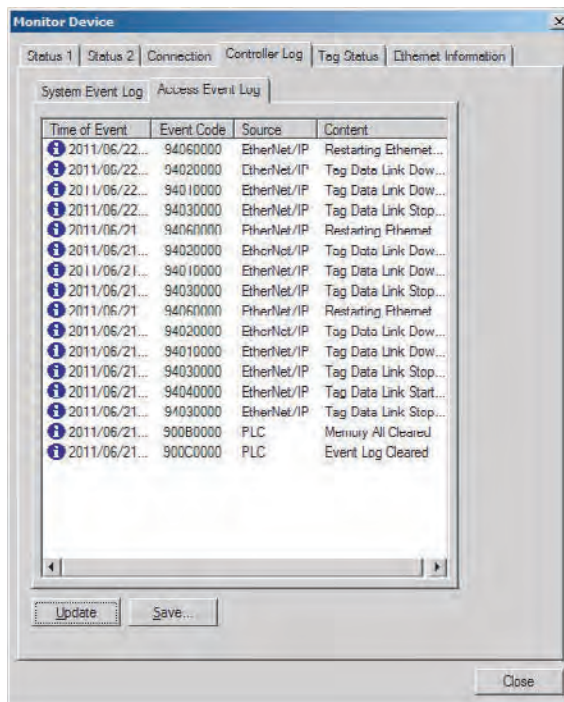 Monitor Device
Status 1 Status 2 Connection Controller Log Tag Status Ethernet Information
System Event Log Access Event Log
Time of Event Event Code Source Content
2011/06/22... 94060000 EtherNet/IP Restarting Ethernet...
2011/06/22... 94020000 EtherNet/IP Tag Data Link Dow...
2011/06/22... 94010000 EtherNet/IP Tag Data Link Dow...
2011/06/22... 94030000 EtherNet/IP Tag Data Link Stop...
2011/06/21... 94060000 EtherNet/IP Restarting Ethernet...
2011/06/21... 94020000 EtherNet/IP Tag Data Link Dow...
2011/06/21... 94010000 EtherNet/IP Tag Data Link Dow...
2011/06/21... 94030000 EtherNet/IP Tag Data Link Stop...
2011/06/21... 94060000 EtherNet/IP Restarting Ethernet...
2011/06/21... 94020000 EtherNet/IP Tag Data Link Dow...
2011/06/21... 94010000 EtherNet/IP Tag Data Link Dow...
2011/06/21... 94030000 EtherNet/IP Tag Data Link Stop...
2011/06/21... 94040000 EtherNet/IP Tag Data Link Start...
2011/06/21... 94030000 EtherNet/IP Tag Data Link Stop...
2011/06/21... 900B0000 PLC Memory All Cleared
2011/06/21... 900C0000 PLC Event Log Cleared
Update Save...
Close